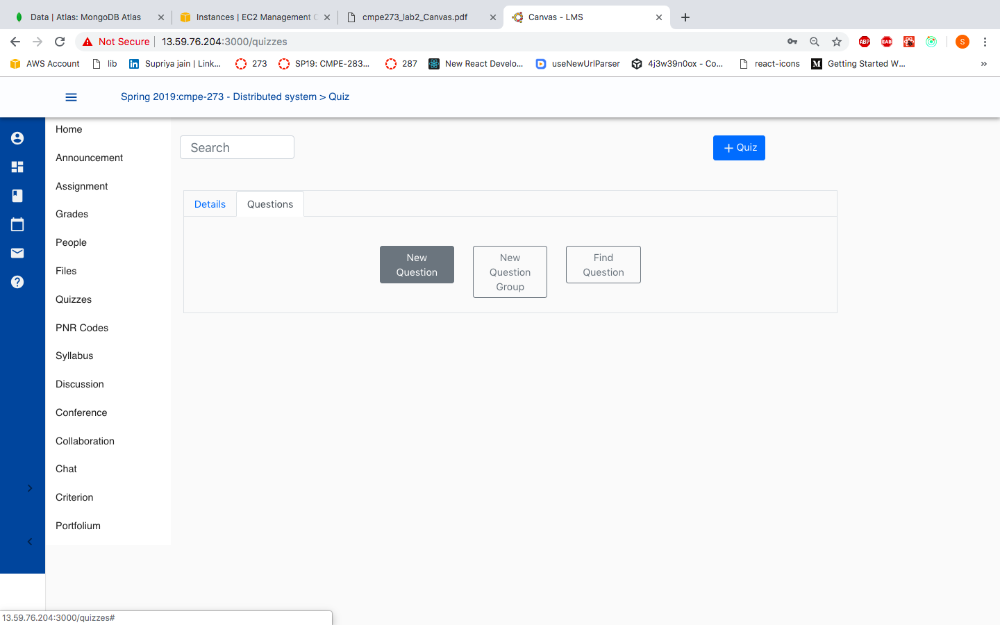 Data | Atlas: MongoDB Atlas
Instances | EC2 Management C
cmpe273_lab2_Canvas.pdf
Canvas - LMS
Not Secure
13.59.76.204:3000/quizzes
ABP
EAB
S
AWS Account
lib
in
Supriya jain | Link...
273
SP19: CMPE-283...
287
New React Develo...
useNewUrlParser
4j3w39n0ox - Co...
react-icons
M
Getting Started W...
»
Spring 2019:cmpe-273 - Distributed system > Quiz
Home
Announcement
Assignment
Grades
People
Files
Quizzes
PNR Codes
Syllabus
Discussion
Conference
Collaboration
Chat
Criterion
Portfolium
Search
+ Quiz
Details
Questions
New
Question
New
Question
Group
Find
Question
13.59.76.204:3000/quizzes#